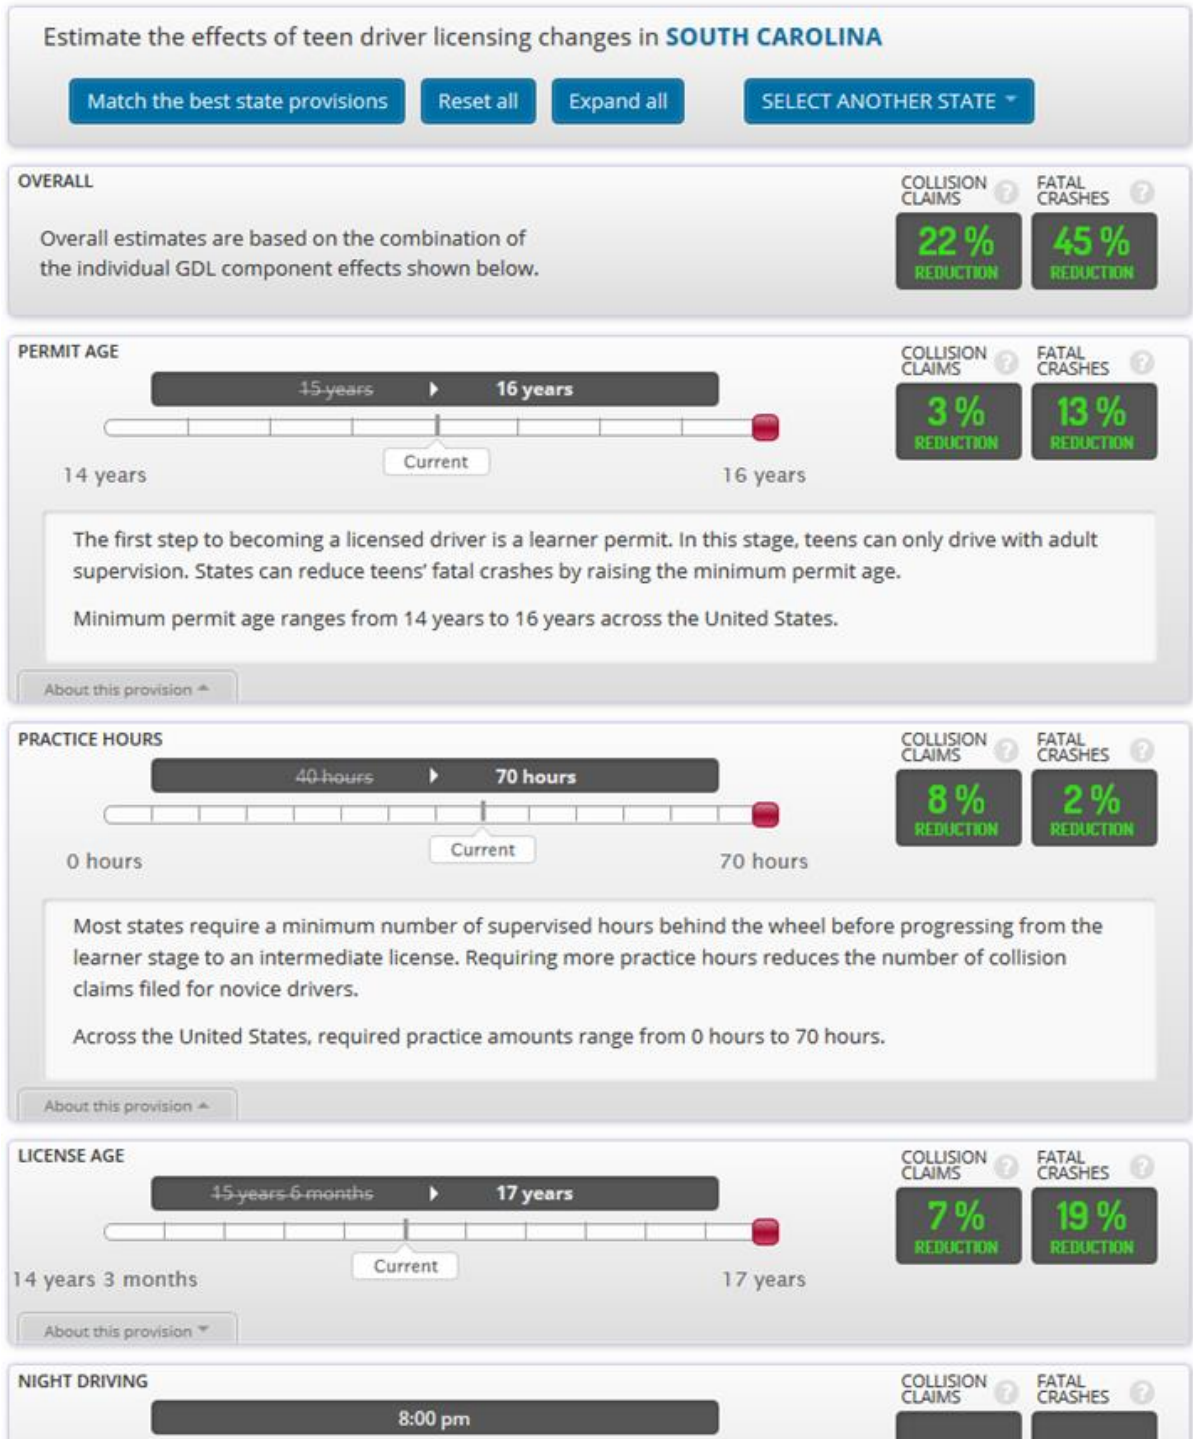 Estimate the effects of teen driver licensing changes in SOUTH CAROLINA
Match the best state provisions
Reset all
Expand all
SELECT ANOTHER STATE
OVERALL
COLLISION CLAIMS ?
FATAL CRASHES ?
Overall estimates are based on the combination of
the individual GDL component effects shown below.
22 %
REDUCTION
45 %
REDUCTION
PERMIT AGE
COLLISION CLAIMS ?
FATAL CRASHES ?
15 years
16 years
3 %
REDUCTION
13 %
REDUCTION
Current
14 years
16 years
The first step to becoming a licensed driver is a learner permit. In this stage, teens can only drive with adult
supervision. States can reduce teens' fatal crashes by raising the minimum permit age.
Minimum permit age ranges from 14 years to 16 years across the United States.
About this provision
PRACTICE HOURS
COLLISION CLAIMS ?
FATAL CRASHES ?
40 hours
70 hours
8 %
REDUCTION
2 %
REDUCTION
Current
0 hours
70 hours
Most states require a minimum number of supervised hours behind the wheel before progressing from the
learner stage to an intermediate license. Requiring more practice hours reduces the number of collision
claims filed for novice drivers.
Across the United States, required practice amounts range from 0 hours to 70 hours.
About this provision
LICENSE AGE
COLLISION CLAIMS ?
FATAL CRASHES ?
15 years 6 months
17 years
7 %
REDUCTION
19 %
REDUCTION
Current
14 years 3 months
17 years
About this provision
NIGHT DRIVING
COLLISION CLAIMS ?
FATAL CRASHES ?
8:00 pm